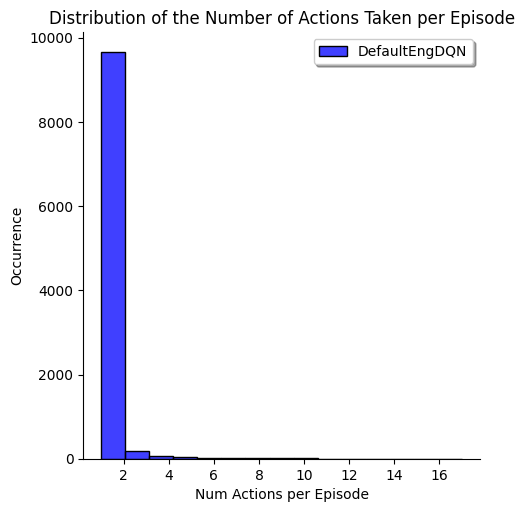 Distribution of the Number of Actions Taken per Episode
DefaultEngDQN
Occurrence
10000
8000
6000
4000
2000
0
2 4 6 8 10 12 14 16
Num Actions per Episode